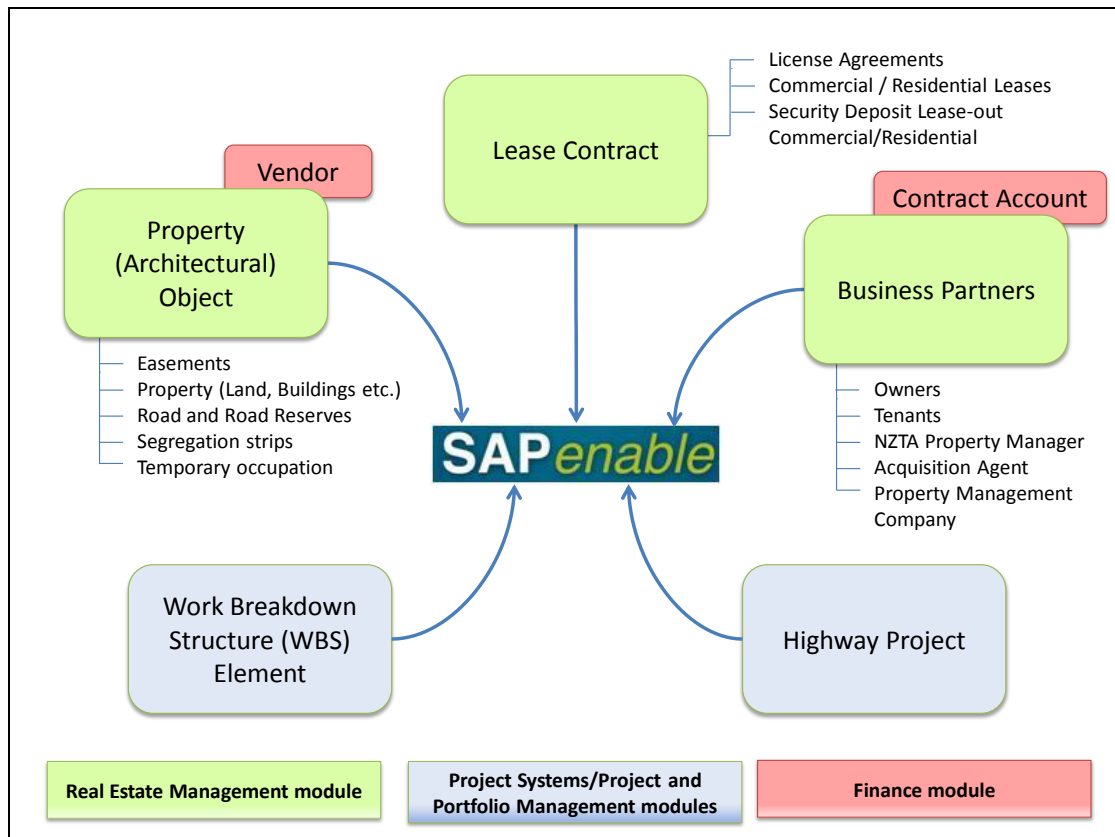 License Agreements
Commercial / Residential Leases
Security Deposit Lease-out
Commercial/Residential
Lease Contract
Vendor
Property
(Architectural)
Object
Contract Account
Business Partners
Easements
Property (Land, Buildings etc.)
Road and Road Reserves
Segregation strips
Temporary occupation
Owners
Tenants
NZTA Property Manager
Acquisition Agent
Property Management
Company
SAPenable
Work Breakdown
Structure (WBS)
Element
Highway Project
Real Estate Management module
Project Systems/Project and
Portfolio Management modules
Finance module